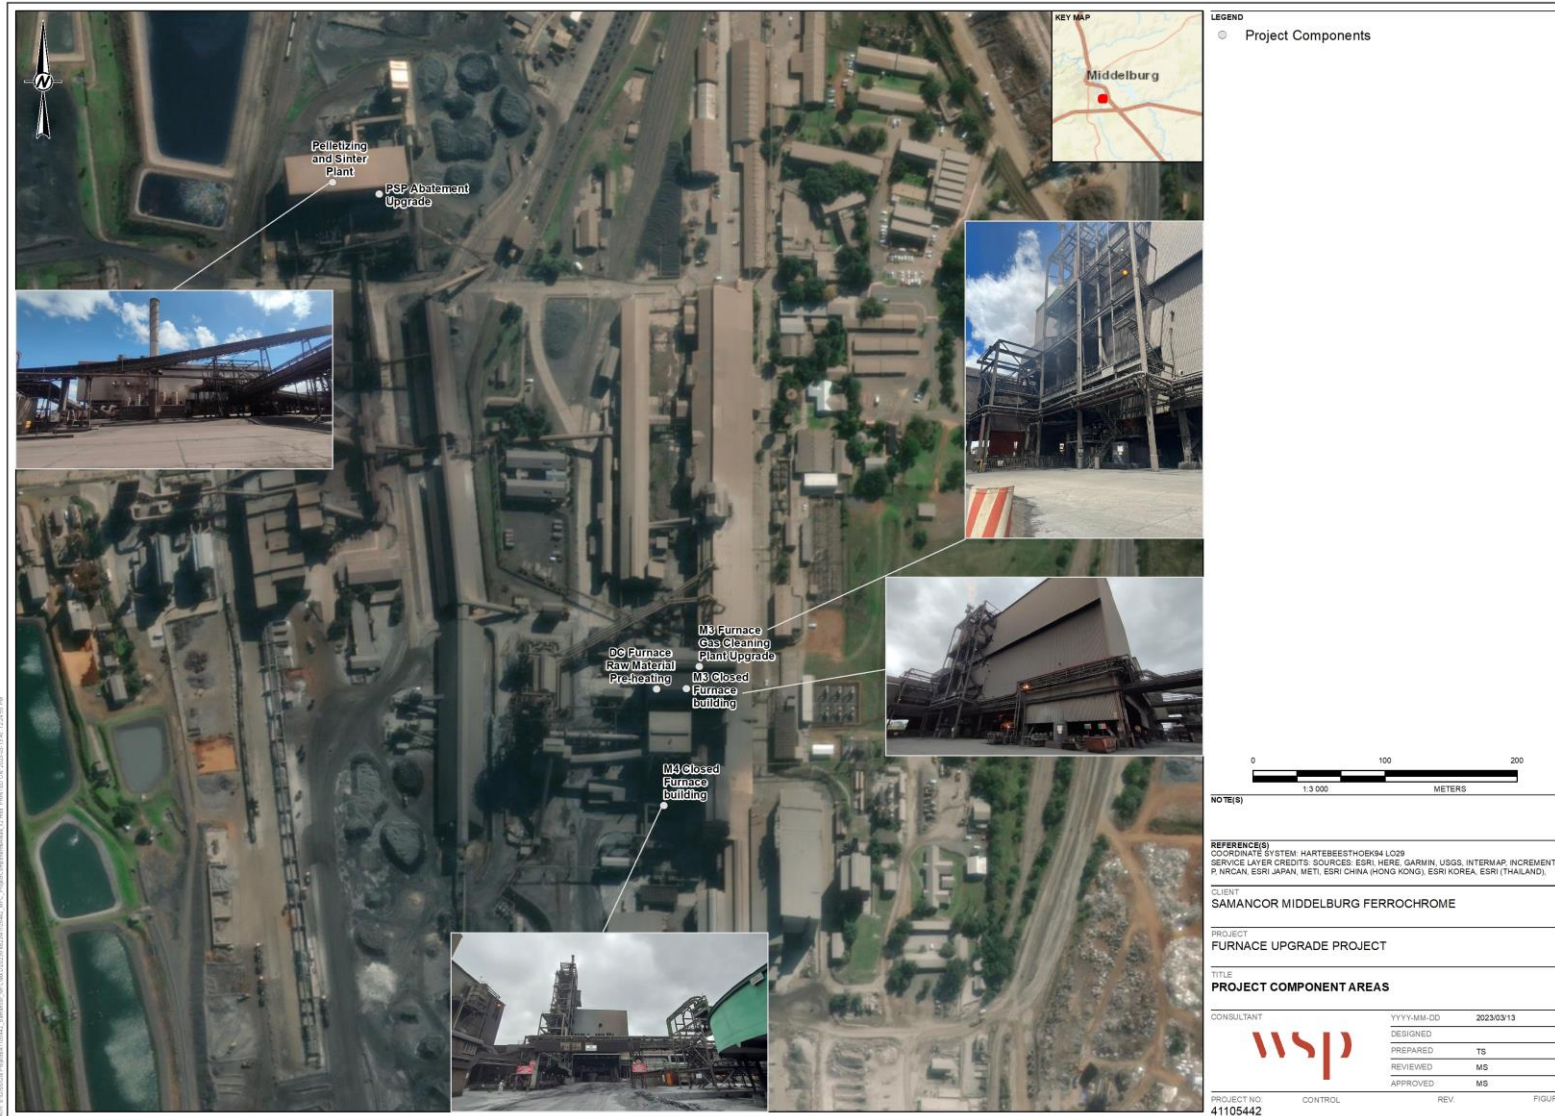 KEY MAP
Middelburg
N
Pelletizing
and Sinter
Plant
PSP Abatement
Upgrade
M3 Furnace
Gas Cleaning
Plant Upgrade
DC Furnace
Raw Material
Pre-heating
M3 Closed
Furnace
building
M4 Closed
Furnace
building
LEGEND
Project Components
0 100 200
1:3 000 METERS
NOTE(S)
REFERENCE(S)
COORDINATE SYSTEM: HARTEBEESTHOEK94 LO29
SERVICE LAYER CREDITS: SOURCES: ESRI, HERE, GARMIN, USGS, INTERMAP, INCREMENT
P, NRCAN, ESRI JAPAN, METI, ESRI CHINA (HONG KONG), ESRI KOREA, ESRI (THAILAND),
CLIENT
SAMANCOR MIDDELBURG FERROCHROME
PROJECT
FURNACE UPGRADE PROJECT
TITLE
PROJECT COMPONENT AREAS
CONSULTANT
wsp
YYYY-MM-DD 2023/03/13
DESIGNED
PREPARED TS
REVIEWED MS
APPROVED MS
PROJECT NO. CONTROL REV. FIGUR
41105442